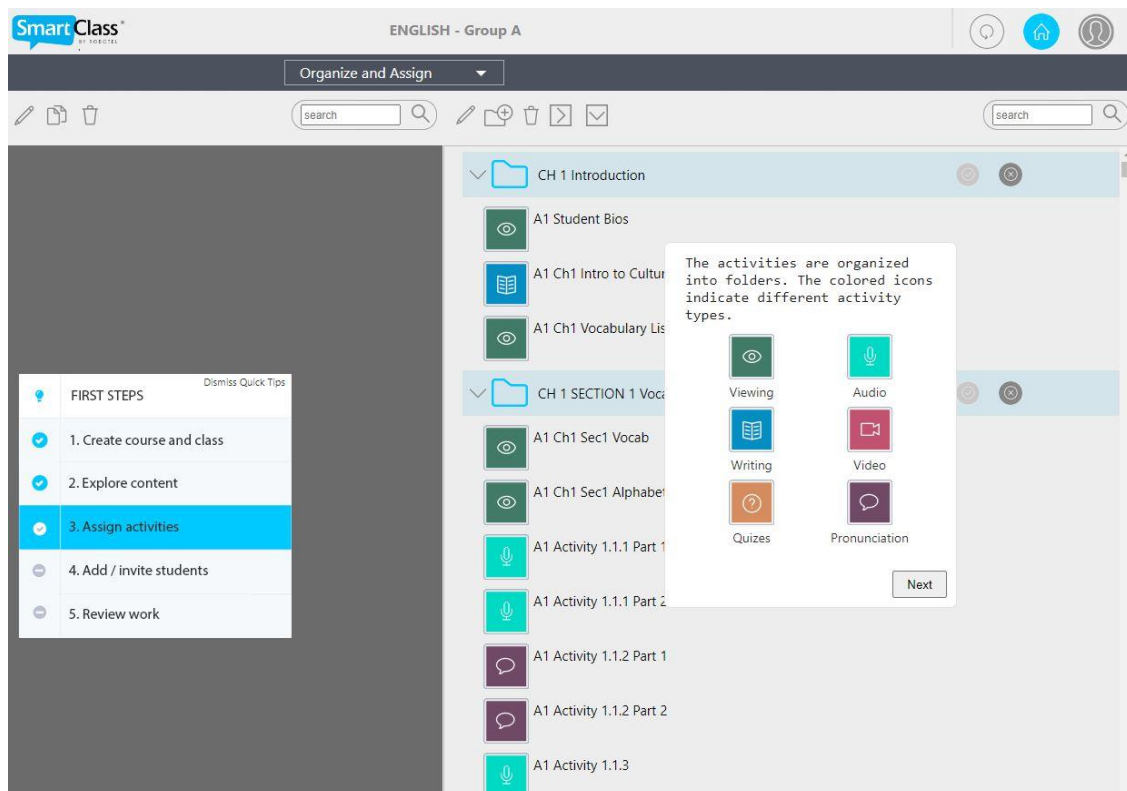 SmartClass
BY ROBOTEL
ENGLISH - Group A
Organize and Assign
search
search
CH 1 Introduction
A1 Student Bios
A1 Ch1 Intro to Cultur
A1 Ch1 Vocabulary Lis
CH 1 SECTION 1 Voca
A1 Ch1 Sec1 Vocab
A1 Ch1 Sec1 Alphabet
A1 Activity 1.1.1 Part 1
A1 Activity 1.1.1 Part 2
A1 Activity 1.1.2 Part 1
A1 Activity 1.1.2 Part 2
A1 Activity 1.1.3
Dismiss Quick Tips
FIRST STEPS
1. Create course and class
2. Explore content
3. Assign activities
4. Add / invite students
5. Review work
The activities are organized
into folders. The colored icons
indicate different activity
types.
Viewing
Audio
Writing
Video
Quizes
Pronunciation
Next